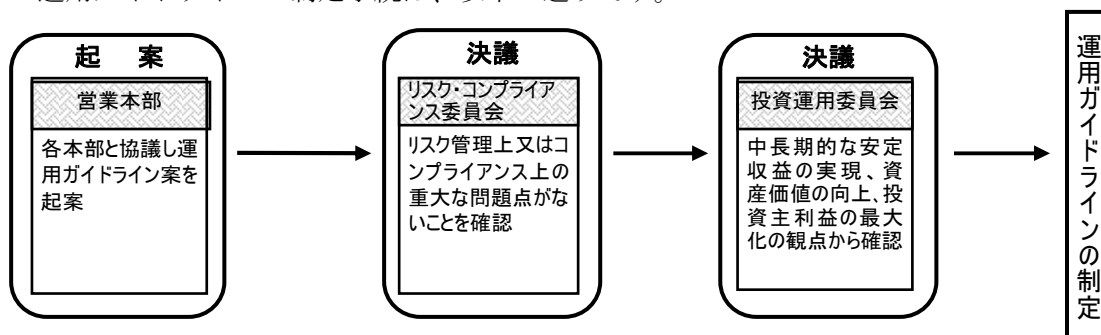 起 案
営業本部
各本部と協議し運
用ガイドライン案を
起案
決議
リスク・コンプライア
ンス委員会
リスク管理上又はコ
ンプライアンス上の
重大な問題点がな
いことを確認
決議
投資運用委員会
中長期的な安定
収益の実現、資
産価値の向上、投
資主利益の最大
化の観点から確認
運用ガイドラインの制定